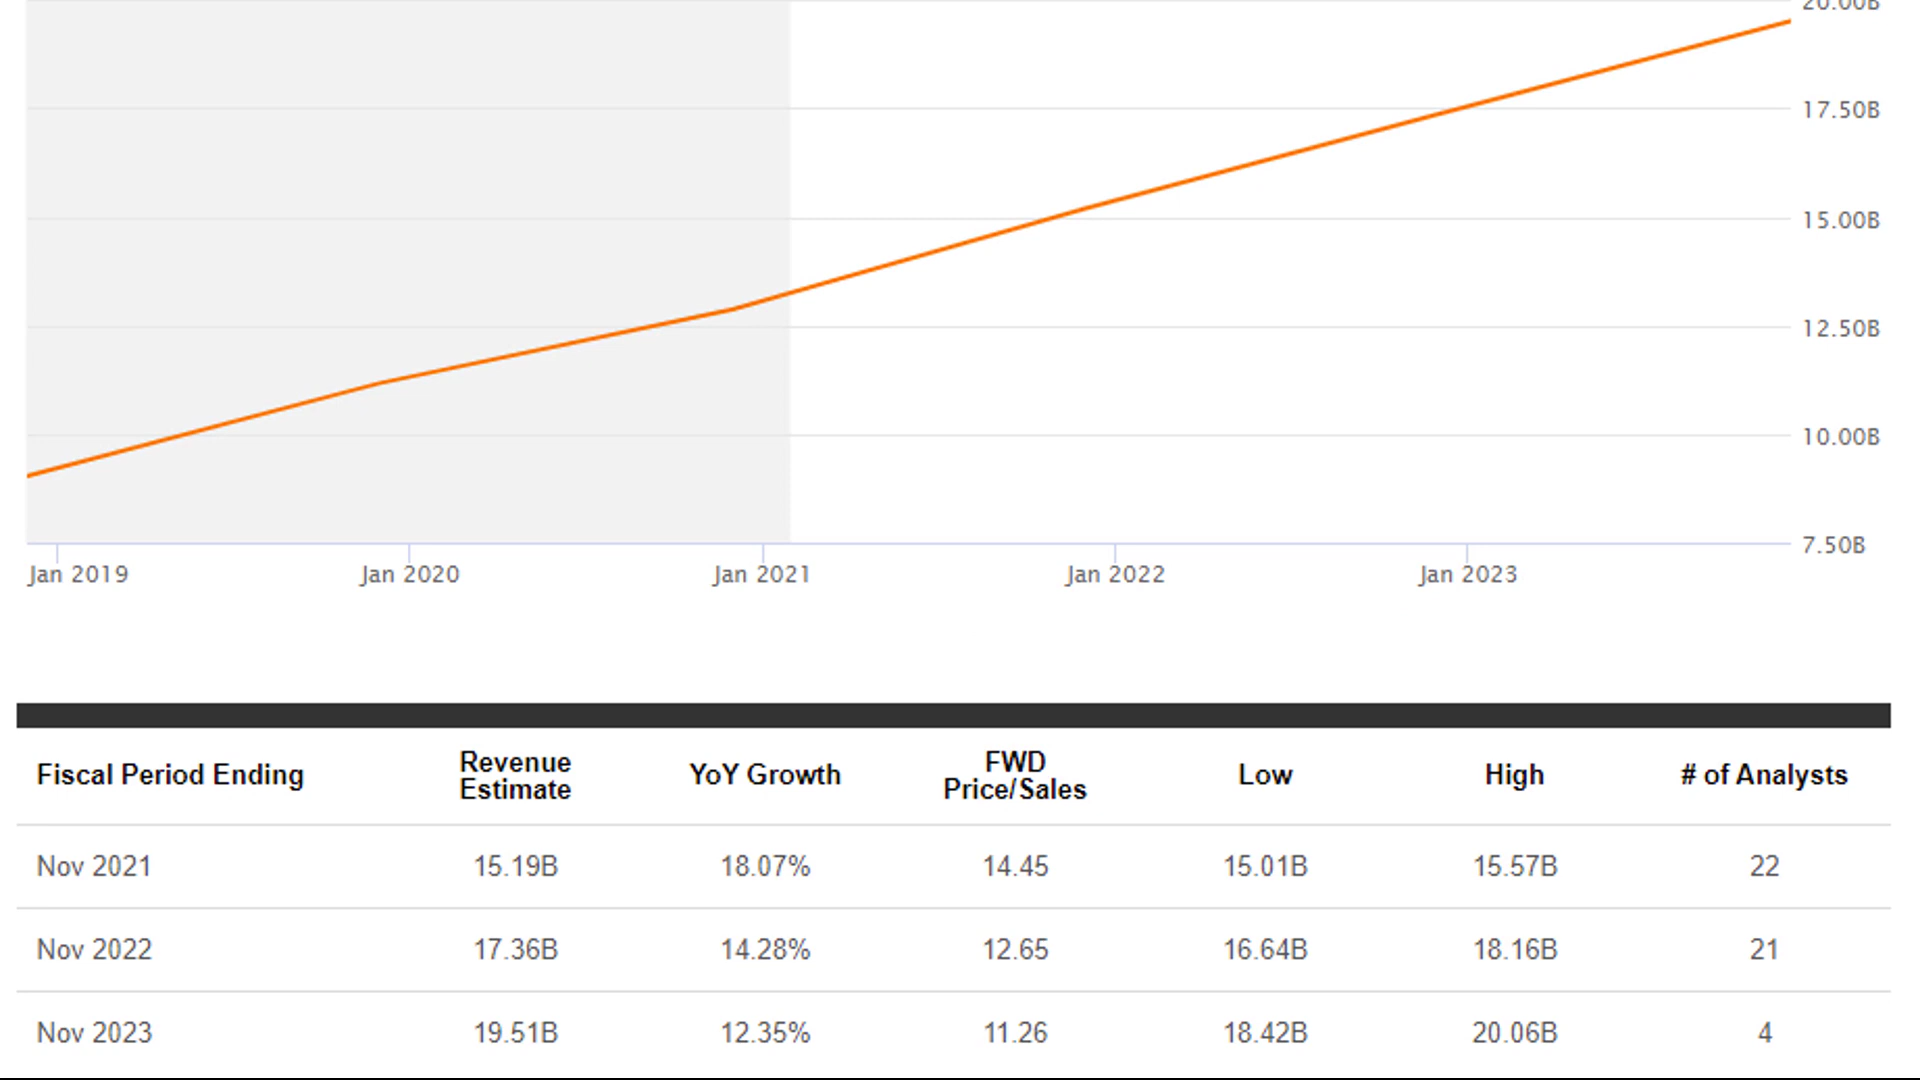 20.00B
17.50B
15.00B
12.50B
10.00B
7.50B
Jan 2019 Jan 2020 Jan 2021 Jan 2022 Jan 2023
Fiscal Period Ending Revenue Estimate YoY Growth FWD Price/Sales Low High # of Analysts
Nov 2021 15.19B 18.07% 14.45 15.01B 15.57B 22
Nov 2022 17.36B 14.28% 12.65 16.64B 18.16B 21
Nov 2023 19.51B 12.35% 11.26 18.42B 20.06B 4